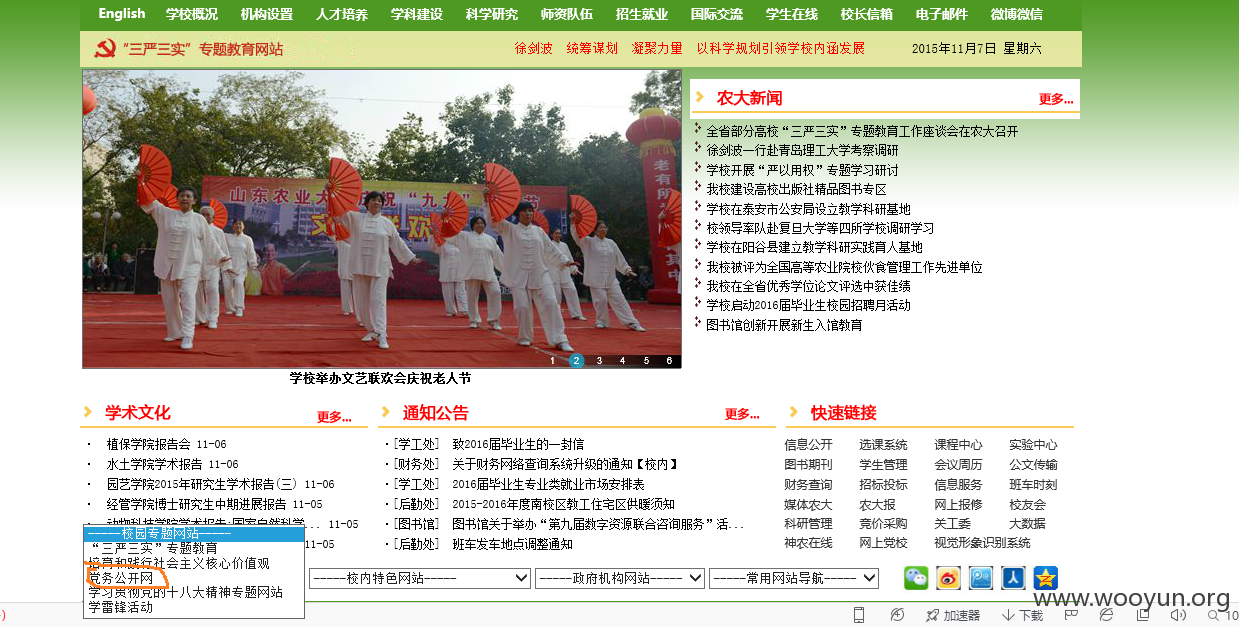 English 学校概况 机构设置 人才培养 学科建设 科学研究 师资队伍 招生就业 国际交流 学生在线 校长信箱 电子邮件 微博微信
“三严三实”专题教育网站 徐剑波 统筹谋划 凝聚力量 以科学规划引领学校内涵发展 2015年11月7日 星期六
山东农业大 庆祝“九九 节
老有所
其中
1 2 3 4 5 6
学校举办文艺联欢会庆祝老人节
农大新闻 更多...
全省部分高校“三严三实”专题教育工作座谈会在农大召开
徐剑波一行赴青岛理工大学考察调研
学校开展“严以用权”专题学习研讨
我校建设高校出版社精品图书专区
学校在泰安市公安局设立教学科研基地
校领导率队赴复旦大学等四所学校调研学习
学校在阳谷县建立教学科研实践育人基地
我校被评为全国高等农业院校伙食管理工作先进单位
我校在全省优秀学位论文评选中获佳绩
学校启动2016届毕业生校园招聘月活动
图书馆创新开展新生入馆教育
学术文化 更多...
· 植保学院报告会 11-06
· 水土学院学术报告 11-06
· 园艺学院2015年研究生学术报告(三) 11-06
· 经管学院博士研究生中期进展报告 11-05
· 动物科技学院学术报告:国家自然科学... 11-05
11-05
通知公告 更多...
·[学工处] 致2016届毕业生的一封信
·[财务处] 关于财务网络查询系统升级的通知【校内】
·[学工处] 2016届毕业生专业类就业市场安排表
·[后勤处] 2015-2016年度南校区教工住宅区供暖须知
·[图书馆] 图书馆关于举办“第九届数字资源联合咨询服务”活...
·[后勤处] 班车发车地点调整通知
快速链接
信息公开 选课系统 课程中心 实验中心
图书期刊 学生管理 会议周历 公文传输
财务查询 招标投标 信息服务 班车时刻
媒体农大 农大报 网上报修 校友会
科研管理 竞价采购 关工委 大数据
神农在线 网上党校 视觉形象识别系统
-----校园专题网站-----
“三严三实”专题教育
培育和践行社会主义核心价值观
党务公开网
学习贯彻党的十八大精神专题网站
学雷锋活动
-----校内特色网站----- -----政府机构网站----- -----常用网站导航-----
www.wooyun.org
加速器 下载 10